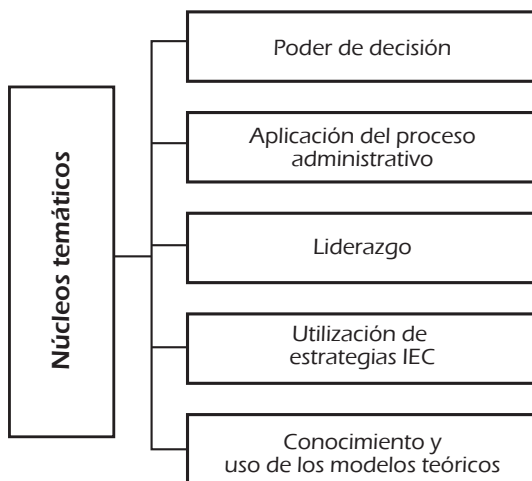 Núcleos temáticos
Poder de decisión
Aplicación del proceso
administrativo
Liderazgo
Utilización de
estrategias IEC
Conocimiento y
uso de los modelos teóricos